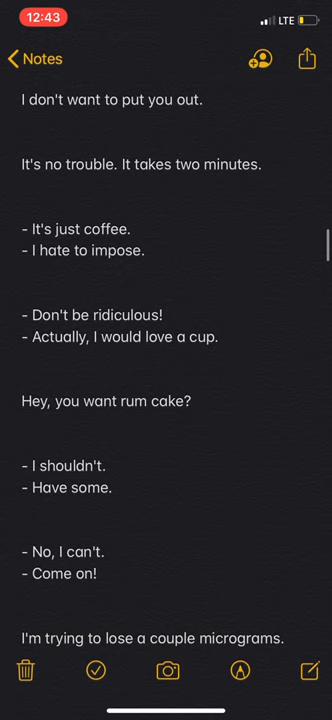 12:43
LTE
Notes
I don't want to put you out.
It's no trouble. It takes two minutes.
- It's just coffee.
- I hate to impose.
- Don't be ridiculous!
- Actually, I would love a cup.
Hey, you want rum cake?
- I shouldn't.
- Have some.
- No, I can't.
- Come on!
I'm trying to lose a couple micrograms.